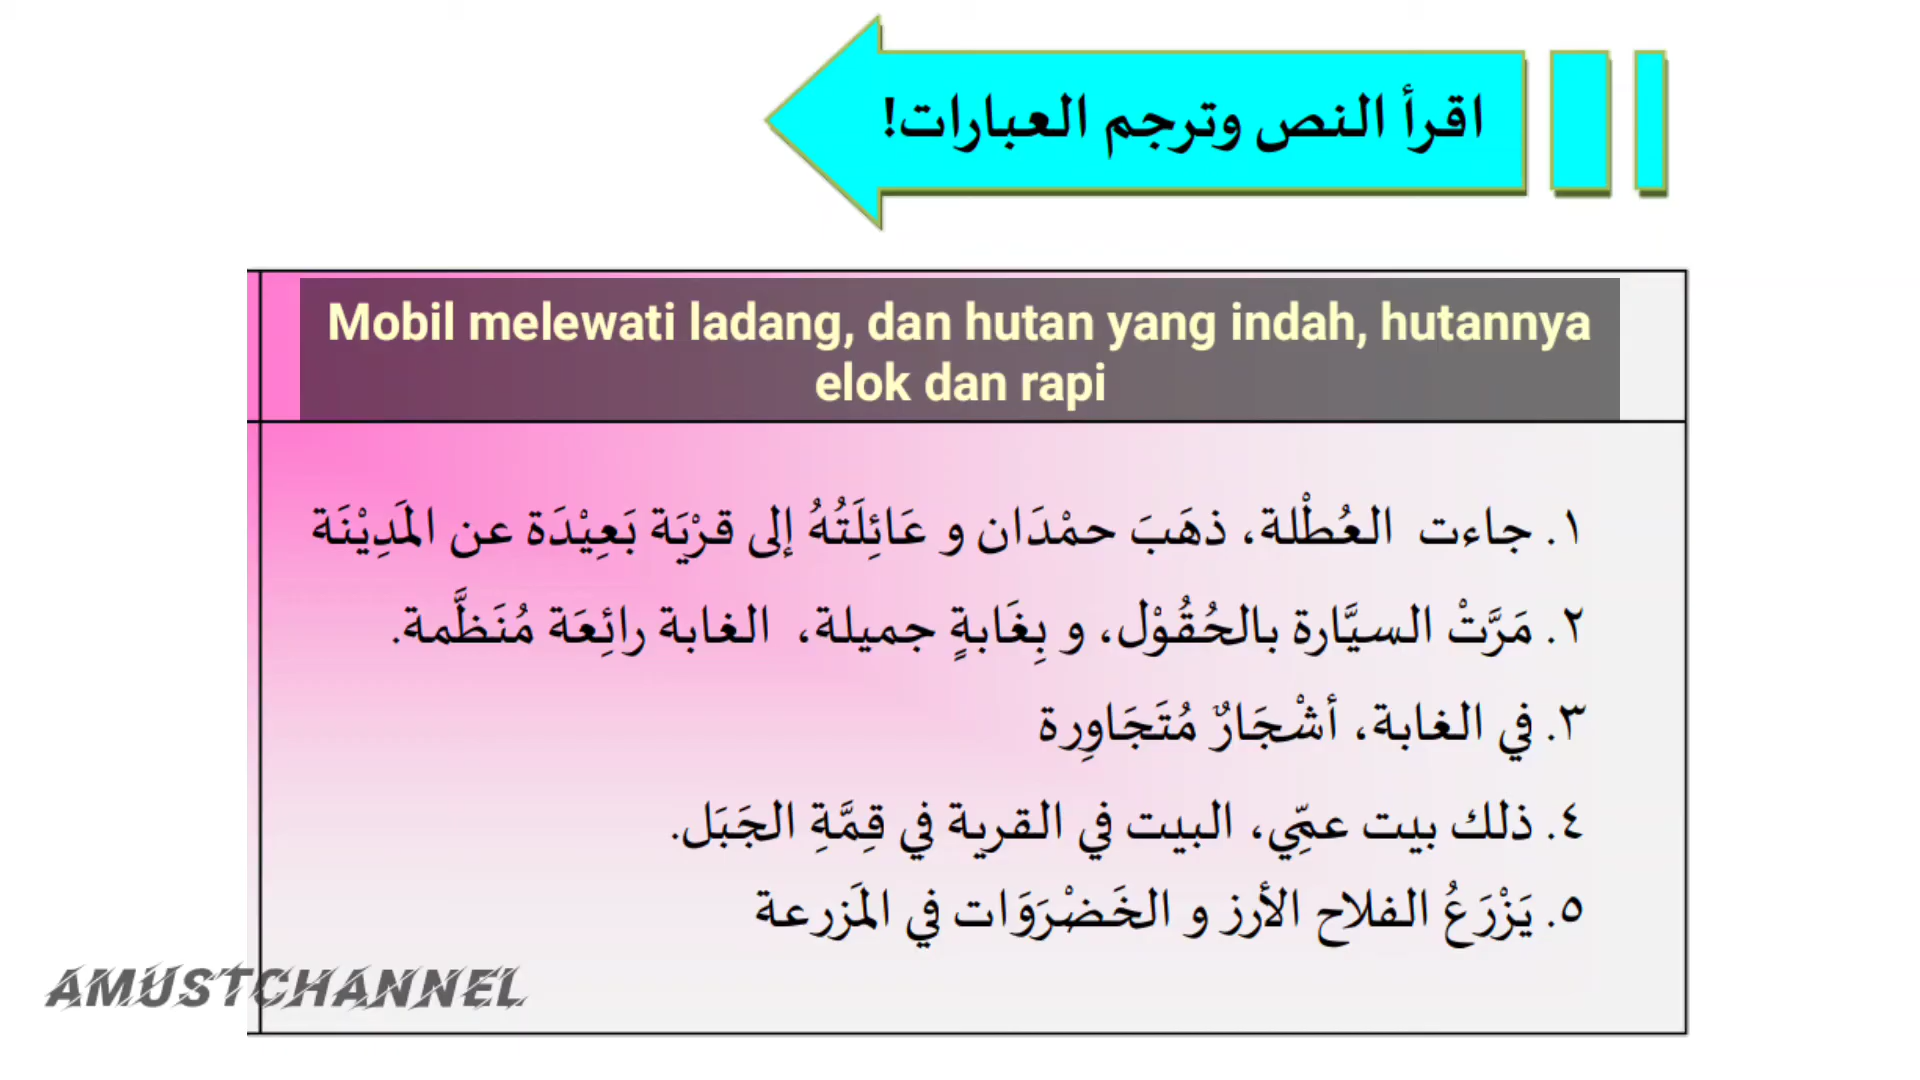 اقرأ النص وترجم العبارات!
Mobil melewati ladang, dan hutan yang indah, hutannya
elok dan rapi
١. جاءت العُطْلة، ذهَبَ حمْدَان و عَائِلَتُهُ إلى قرْيَة بَعِيْدَة عن المَدِيْنَة
٢. مَرَّتْ السيَّارة بالحُقُوْل، و بِغَابةٍ جميلة، الغابة رائِعَة مُنَظَّمة.
٣. في الغابة، أشْجَارٌ مُتَجَاوِرة
٤. ذلك بيت عمِّي، البيت في القرية في قِمَّةِ الجَبَل.
٥. يَزْرَعُ الفلاح الأرز و الخَضْرَوَات في المَزرعة
AMUSTCHANNEL